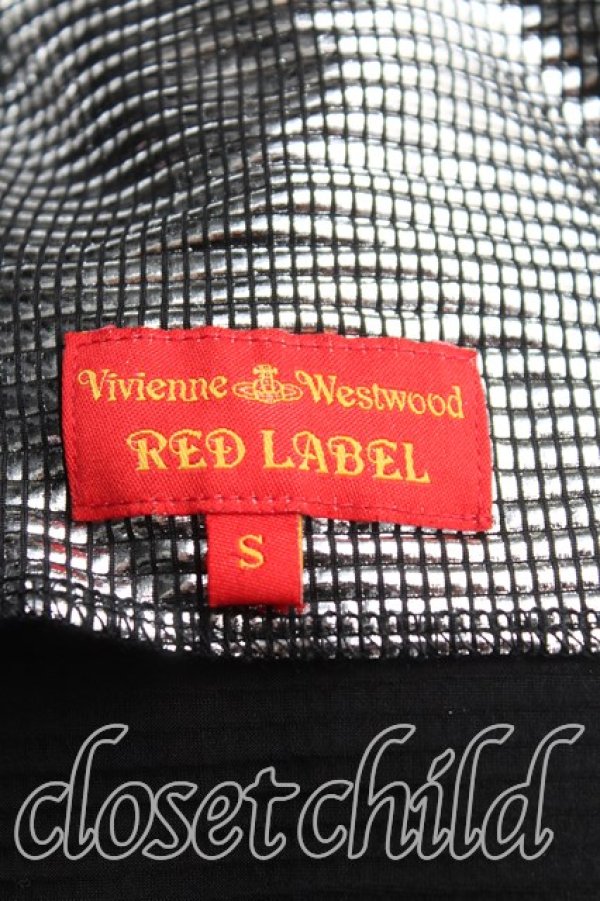 Vivienne Westwood
RED LABEL
S
closet child